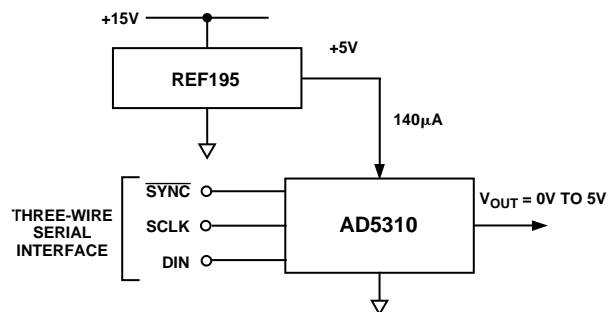 +15V
+5V
REF195
140μA
THREE-WIRE
SERIAL
INTERFACE
SYNC
SCLK
DIN
AD5310
VOUT = 0V TO 5V